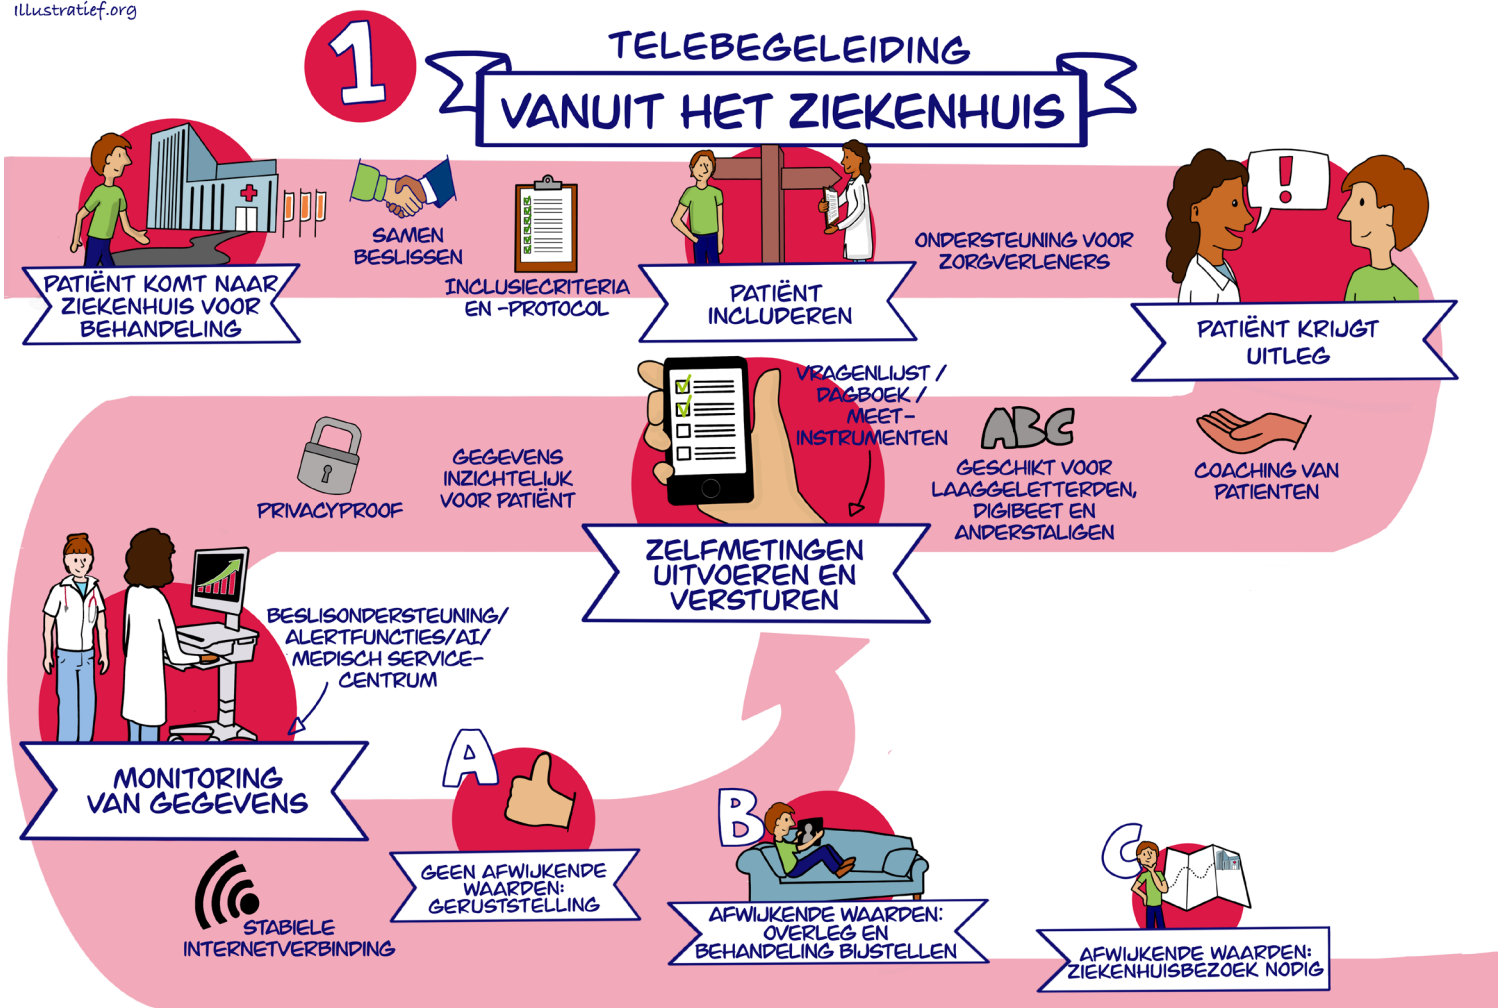 Illustratief.org
1
TELEBEGELEIDING
VANUIT HET ZIEKENHUIS
PATIËNT KOMT NAAR
ZIEKENHUIS VOOR
BEHANDELING
SAMEN
BESLISSEN
INCLUSIECRITERIA
EN -PROTOCOL
PATIËNT
INCLUDEREN
ONDERSTEUNING VOOR
ZORGVERLENERS
!
PATIËNT KRIJGT
UITLEG
COACHING VAN
PATIENTEN
ABC
GESCHIKT VOOR
LAAGGELETTERDEN,
DIGIBEET EN
ANDERSTALIGEN
VRAGENLIJST /
DAGBOEK /
MEET-
INSTRUMENTEN
ZELFMETINGEN
UITVOEREN EN
VERSTUREN
GEGEVENS
INZICHTELIJK
VOOR PATIËNT
PRIVACYPROOF
BESLISONDERSTEUNING/
ALERTFUNCTIES/AI/
MEDISCH SERVICE-
CENTRUM
MONITORING
VAN GEGEVENS
STABIELE
INTERNETVERBINDING
A
GEEN AFWIJKENDE
WAARDEN:
GERUSTSTELLING
B
AFWIJKENDE WAARDEN:
OVERLEG EN
BEHANDELING BIJSTELLEN
C
AFWIJKENDE WAARDEN:
ZIEKENHUISBEZOEK NODIG